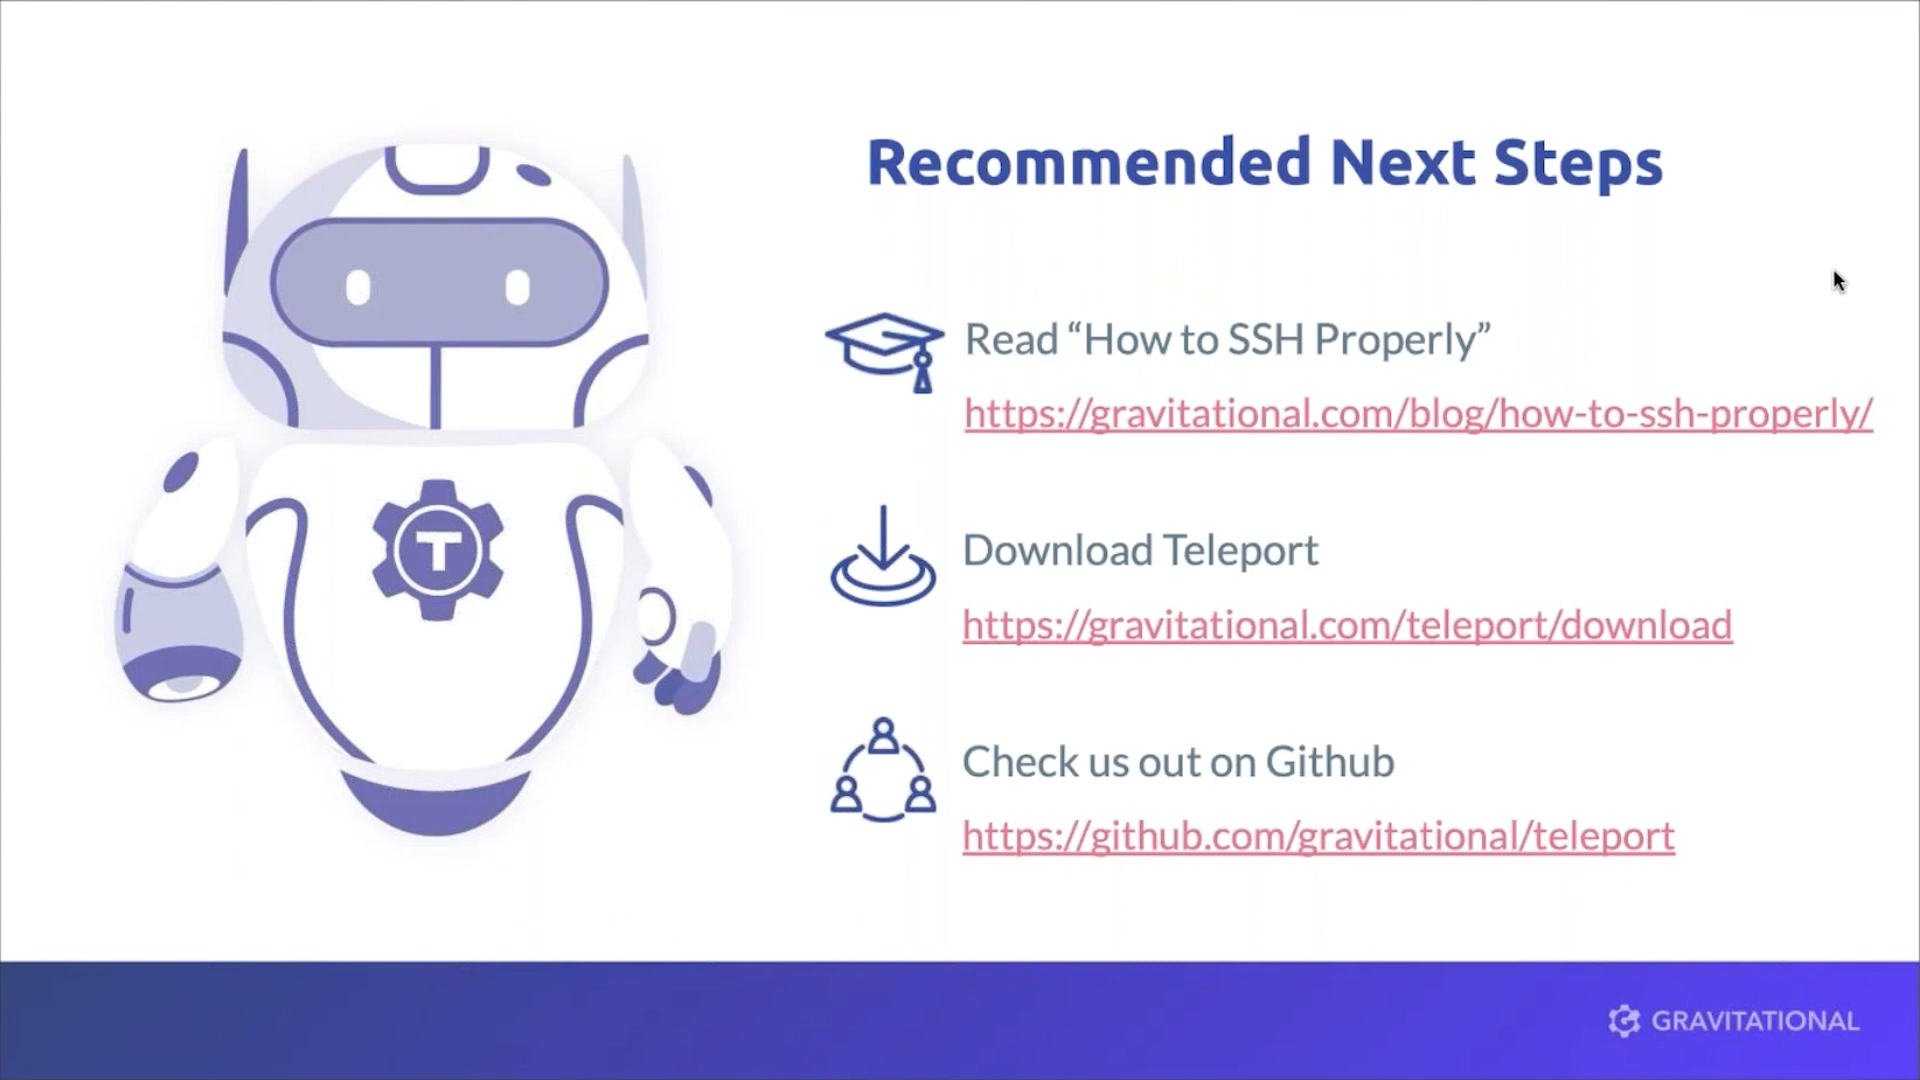 Recommended Next Steps
Read “How to SSH Properly”
https://gravitational.com/blog/how-to-ssh-properly/
Download Teleport
https://gravitational.com/teleport/download
Check us out on Github
https://github.com/gravitational/teleport
T
GRAVITATIONAL